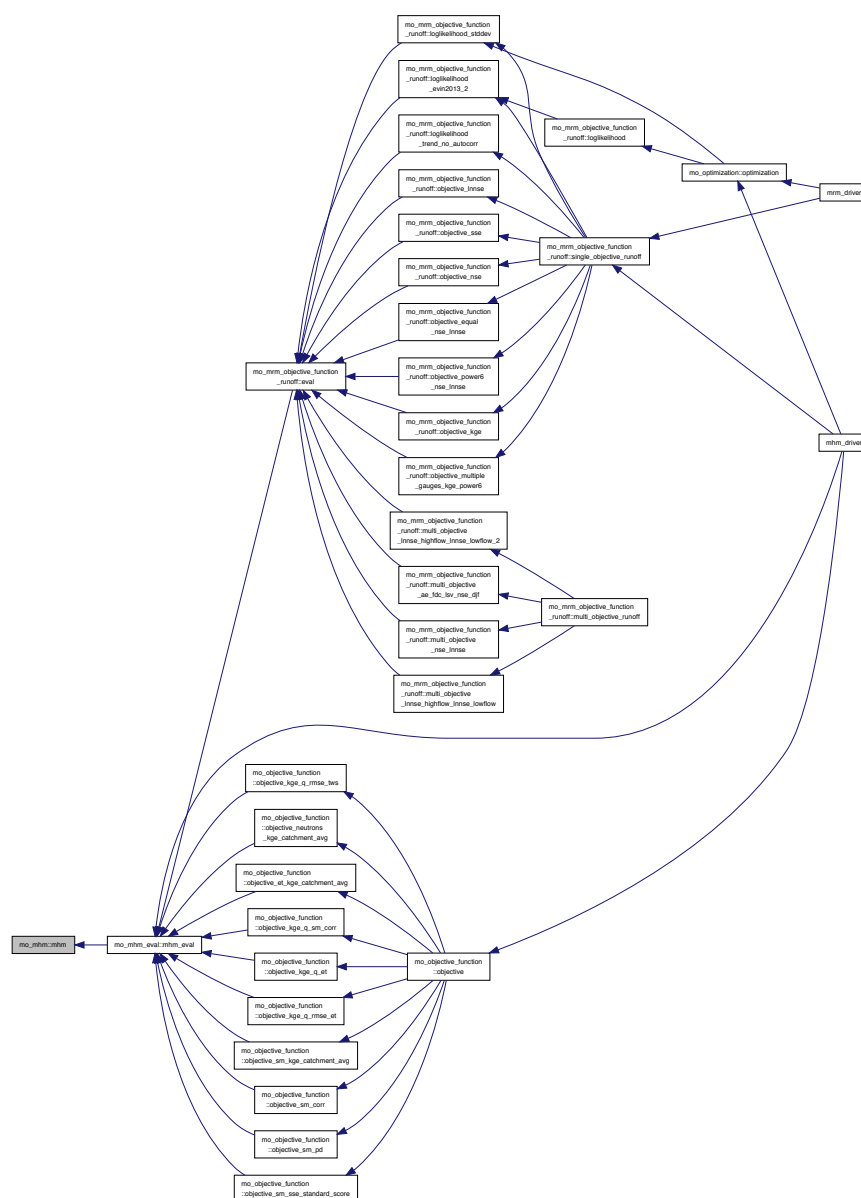 mo_mrm_objective_function
_runoff::loglikelihood_stddev
mo_mrm_objective_function
_runoff::loglikelihood
_evin2013_2
mo_mrm_objective_function
_runoff::loglikelihood
_trend_no_autocorr
mo_mrm_objective_function
_runoff::loglikelihood
mo_optimization::optimization
mrm_driver
mo_mrm_objective_function
_runoff::objective_lnnse
mo_mrm_objective_function
_runoff::objective_sse
mo_mrm_objective_function
_runoff::single_objective_runoff
mo_mrm_objective_function
_runoff::objective_nse
mo_mrm_objective_function
_runoff::objective_equal
_nse_lnnse
mo_mrm_objective_function
_runoff::eval
mo_mrm_objective_function
_runoff::objective_power6
_nse_lnnse
mo_mrm_objective_function
_runoff::objective_kge
mhm_driver
mo_mrm_objective_function
_runoff::objective_multiple
_gauges_kge_power6
mo_mrm_objective_function
_runoff::multi_objective
_lnnse_highflow_lnnse_lowflow_2
mo_mrm_objective_function
_runoff::multi_objective
_ae_fdc_lsv_nse_djf
mo_mrm_objective_function
_runoff::multi_objective_runoff
mo_mrm_objective_function
_runoff::multi_objective
_nse_lnnse
mo_mrm_objective_function
_runoff::multi_objective
_lnnse_highflow_lnnse_lowflow
mo_objective_function
::objective_kge_q_rmse_tws
mo_objective_function
::objective_neutrons
_kge_catchment_avg
mo_objective_function
::objective_et_kge_catchment_avg
mo_objective_function
::objective_kge_q_sm_corr
mo_mhm::mhm
mo_mhm_eval::mhm_eval
mo_objective_function
::objective_kge_q_et
mo_objective_function
::objective
mo_objective_function
::objective_kge_q_rmse_et
mo_objective_function
::objective_sm_kge_catchment_avg
mo_objective_function
::objective_sm_corr
mo_objective_function
::objective_sm_pd
mo_objective_function
::objective_sm_sse_standard_score